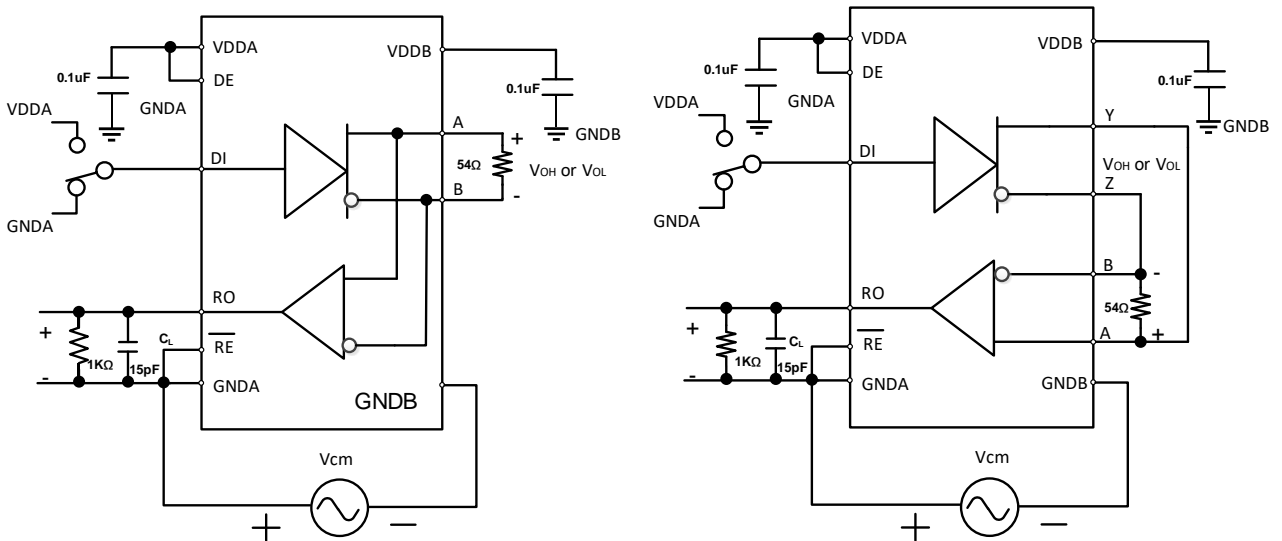 VDDA
VDDB
0.1uF
DE
0.1uF
GNDA
VDDA
GNDB
A
+
DI
54Ω
VOH or VOL
B
-
GNDA
RO
+
CL
RE
1KΩ
15pF
-
GNDA
GNDB
Vcm
+
—
VDDA
VDDB
0.1uF
DE
0.1uF
GNDA
VDDA
GNDB
Y
DI
VOH or VOL
Z
GNDA
B
-
RO
54Ω
+
CL
RE
A
+
1KΩ
15pF
-
GNDA
GNDB
Vcm
+
—